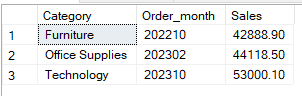 Category Order_month Sales
1 Furniture 202210 42888.90
2 Office Supplies 202302 44118.50
3 Technology 202310 53000.10